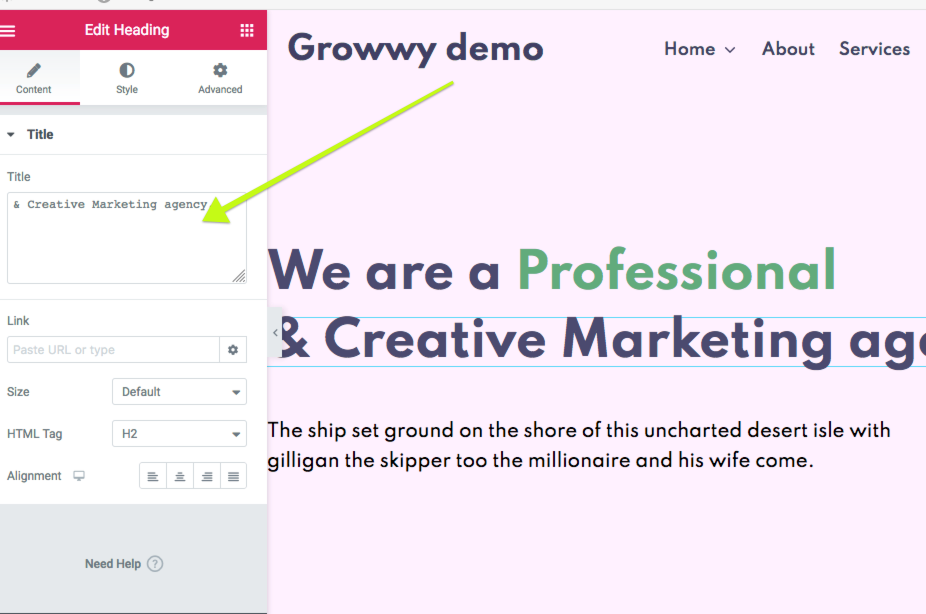 Edit Heading
Content
Style
Advanced
Title
Title
& Creative Marketing agency
Link
Paste URL or type
Size
Default
HTML Tag
H2
Alignment
Need Help ?
Growwy demo
Home
About
Services
We are a Professional
& Creative Marketing age
The ship set ground on the shore of this uncharted desert isle with
gilligan the skipper too the millionaire and his wife come.